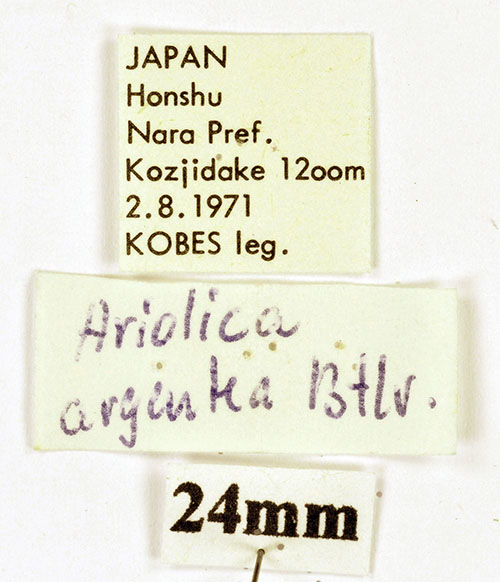 JAPAN
Honshu
Nara Pref.
Kozjidake 12oom
2.8.1971
KOBES leg.
Ariolica
argentea Btlr.
24mm